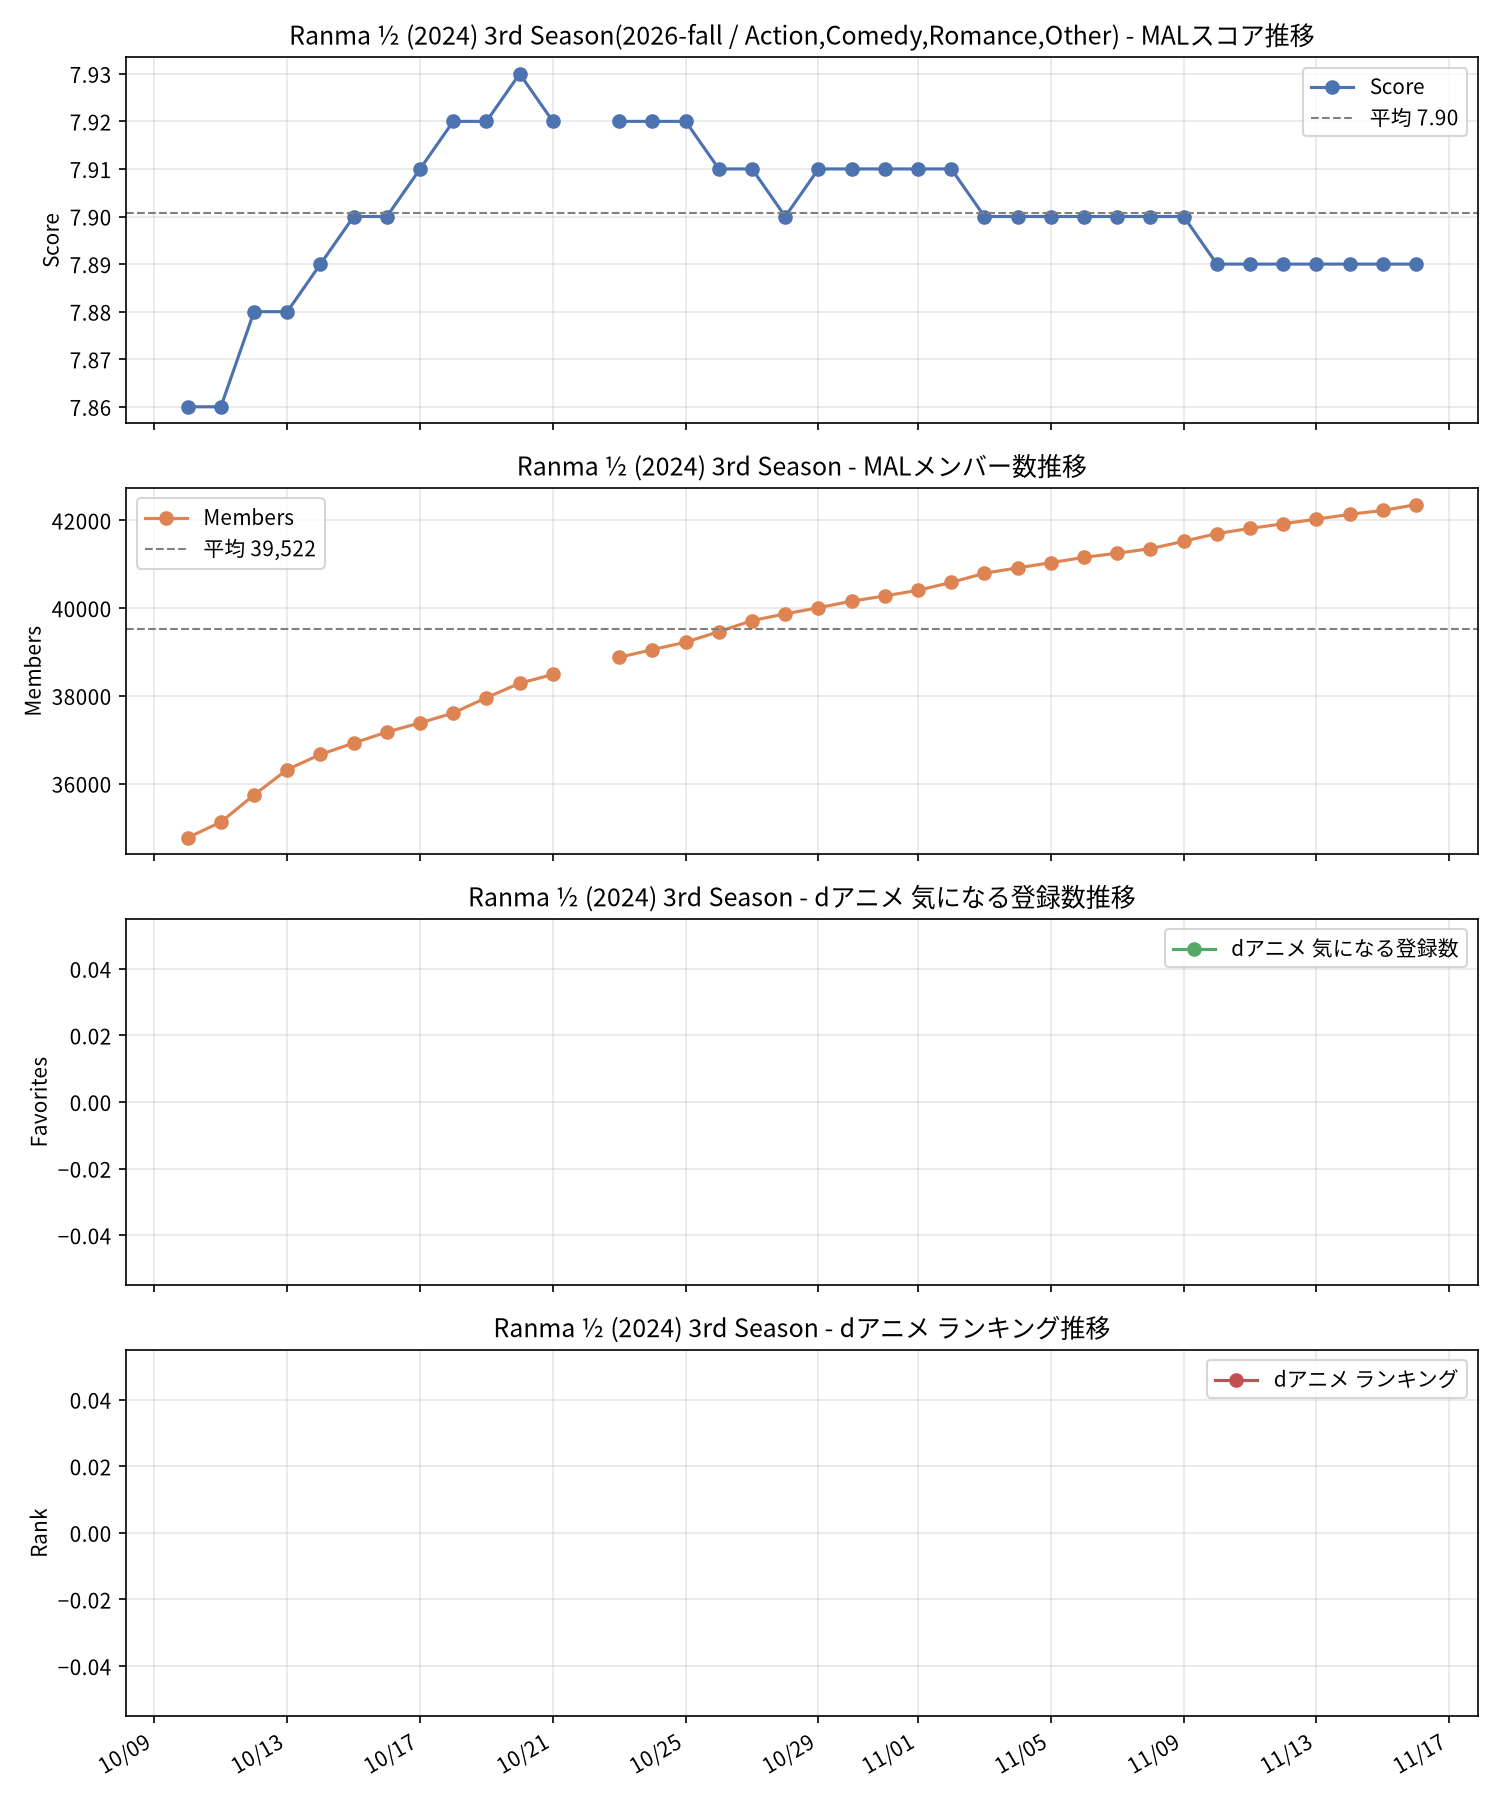 Ranma ½ (2024) 3rd Season(2026-fall / Action,Comedy,Romance,Other) - MALスコア推移
7.93
7.92
7.91
7.90
7.89
7.88
7.87
7.86
Score
Score
平均 7.90
Ranma ½ (2024) 3rd Season - MALメンバー数推移
42000
40000
38000
36000
Members
Members
平均 39,522
Ranma ½ (2024) 3rd Season - dアニメ 気になる登録数推移
0.04
0.02
0.00
−0.02
−0.04
Favorites
dアニメ 気になる登録数
Ranma ½ (2024) 3rd Season - dアニメ ランキング推移
0.04
0.02
0.00
−0.02
−0.04
Rank
dアニメ ランキング
10/09
10/13
10/17
10/21
10/25
10/29
11/01
11/05
11/09
11/13
11/17